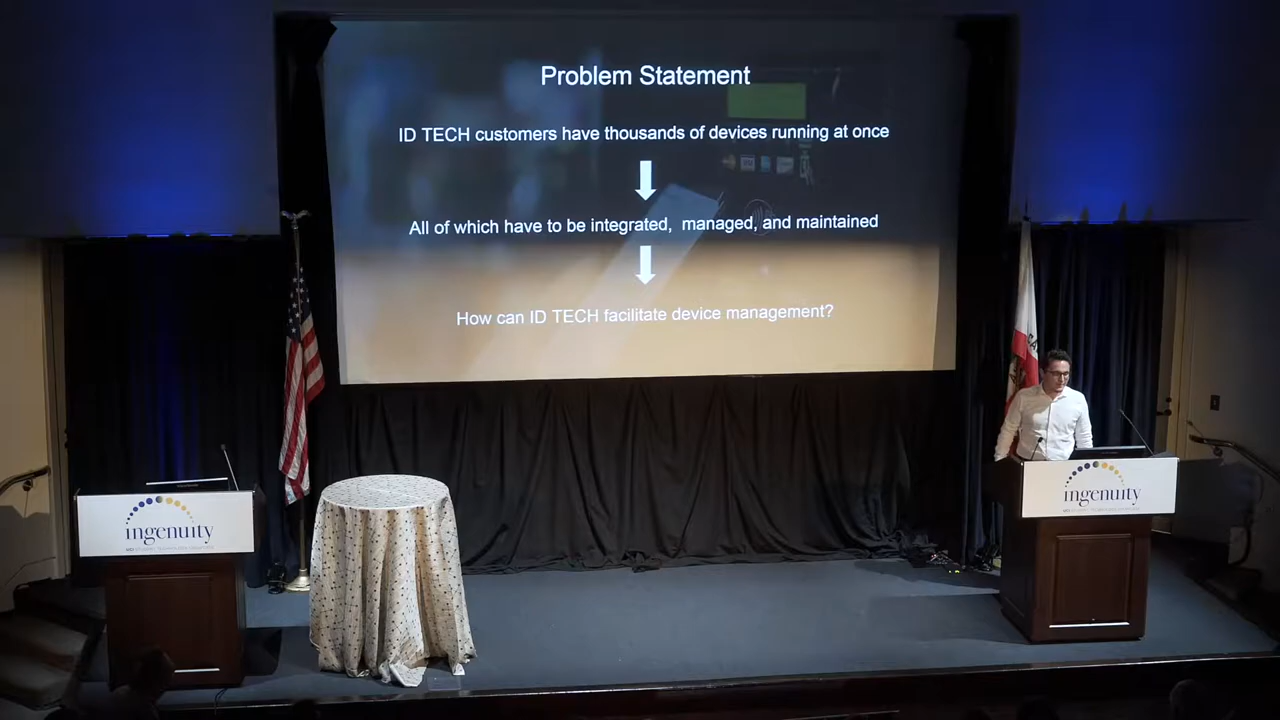 Problem Statement
ID TECH customers have thousands of devices running at once
All of which have to be integrated, managed, and maintained
How can ID TECH facilitate device management?
ingenuity
ingenuity